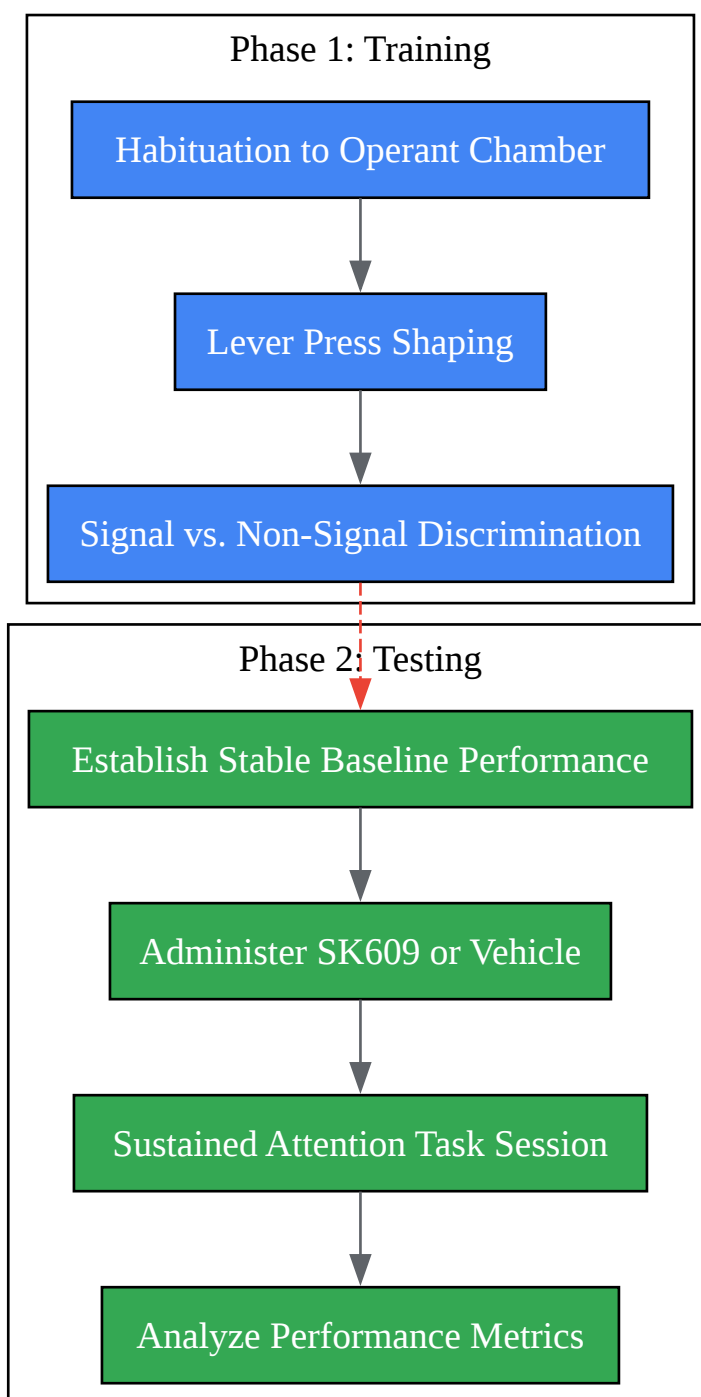 Phase 1: Training
Habituation to Operant Chamber
Lever Press Shaping
Signal vs. Non-Signal Discrimination
Phase 2: Testing
Establish Stable Baseline Performance
Administer SK609 or Vehicle
Sustained Attention Task Session
Analyze Performance Metrics